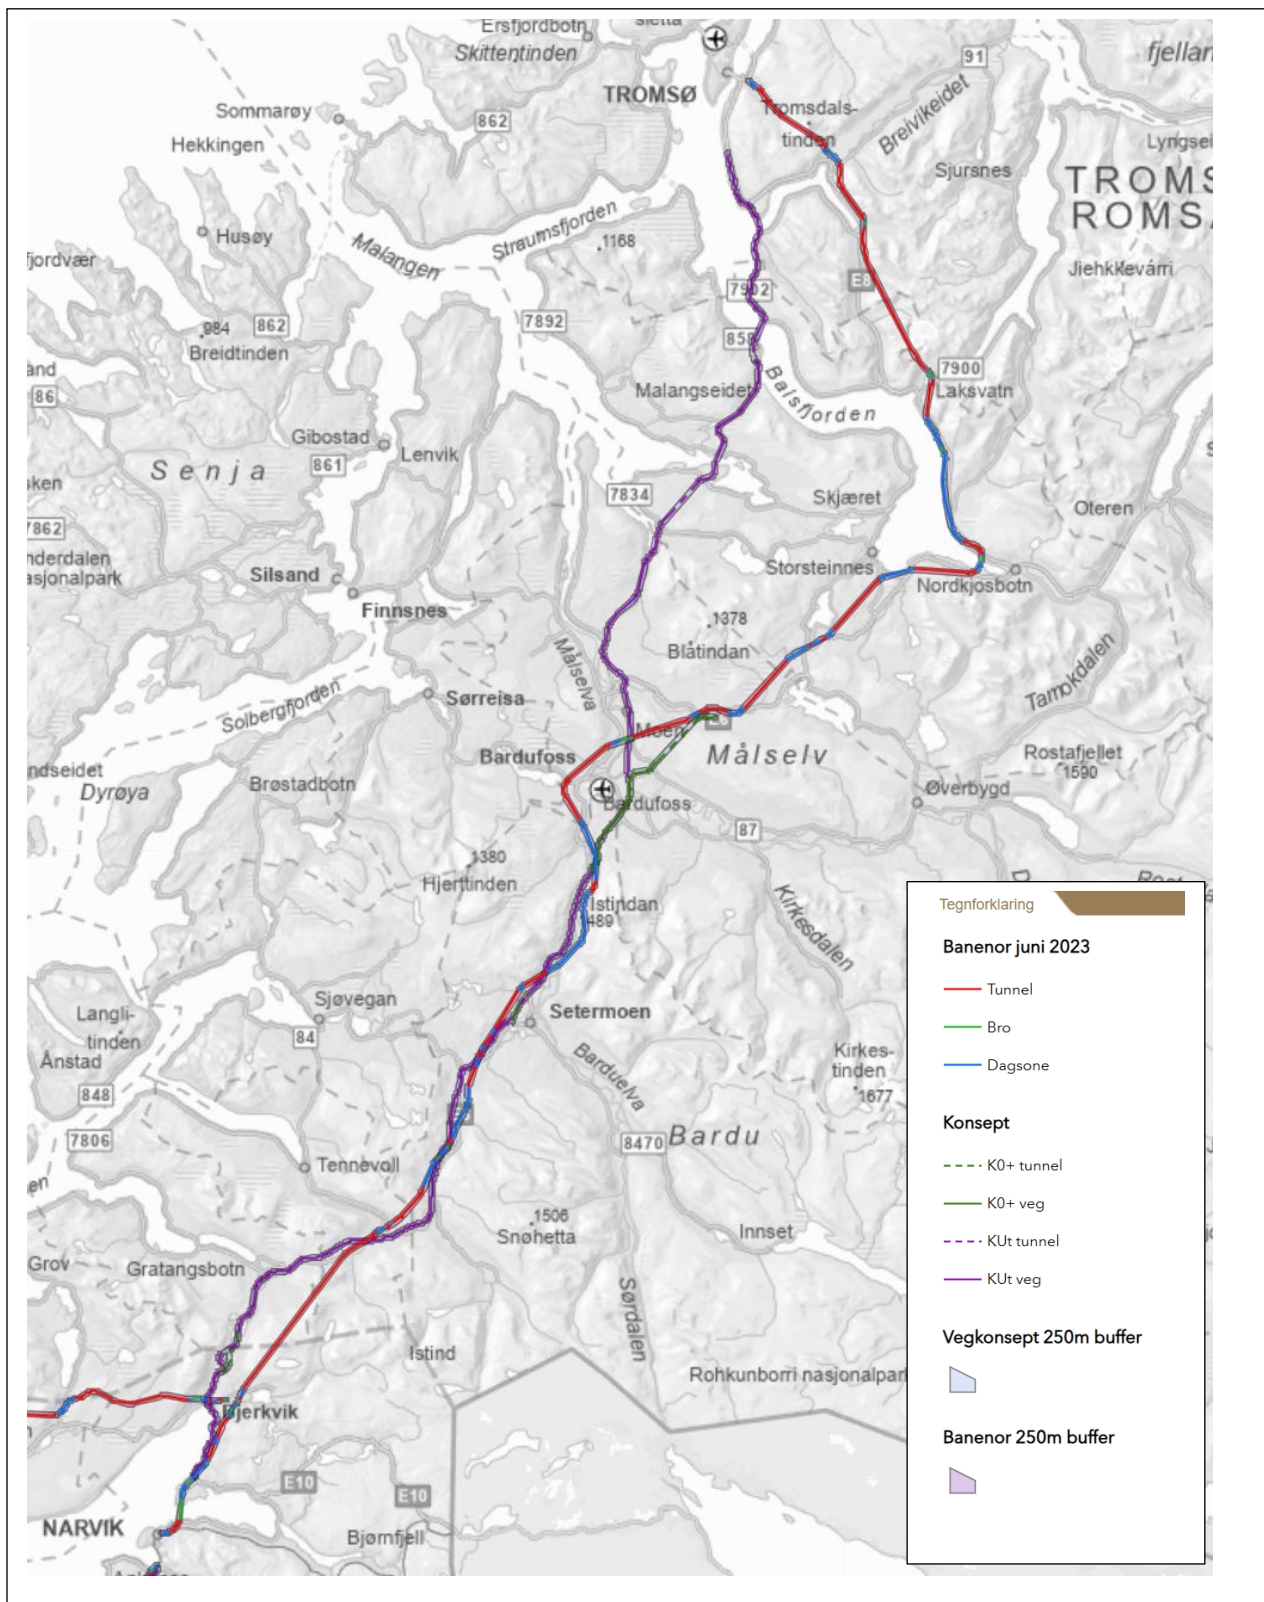 Ersfjordbotn
sletta
Skittentinden
91
fjellan
TROMSØ
Sommarøy
862
Tromsdals-
tinden
Breivikeidet
Hekkingen
Lyngsei
Sjursnes
TROMS
ROMSA
Husøy
Malangen
Straumsfjorden
1168
fjordvær
Jiehkkevárri
E8
7902
984
862
7892
Breidtinden
858
and
86
Malangseidet
Balsfjorden
7900
Laksvatn
Gibostad
Lenvik
Senja
861
sken
7834
Skjæret
Oteren
7862
nderdalen
asjonalpark
Silsand
Storsteinnes
Nordkjosbotn
Finnsnes
1378
Blåtindan
Målselva
Tamokdalen
Sørreisa
Solbergfjorden
Moen
Målselv
Bardufoss
Rostafjellet
1590
ndseidet
Dyrøya
Brøstadbotn
Øverbygd
Bardufoss
87
1380
Hjerttinden
Kirkesdalen
Istindan
489
Langli-
tinden
Sjøvegan
Setermoen
84
Ånstad
Barduelva
Kirkes-
tinden
1677
848
7806
8470
Bardu
Tennevoll
1506
Snøhetta
Innset
Grov
Gratangsbotn
Sørdalen
Istind
Rohkunborri nasjonalpark
Bjerkvik
E10
E10
NARVIK
Bjørnfjell
Tegnforklaring
Banenor juni 2023
Tunnel
Bro
Dagsone
Konsept
K0+ tunnel
K0+ veg
KUt tunnel
KUt veg
Vegkonsept 250m buffer
Banenor 250m buffer